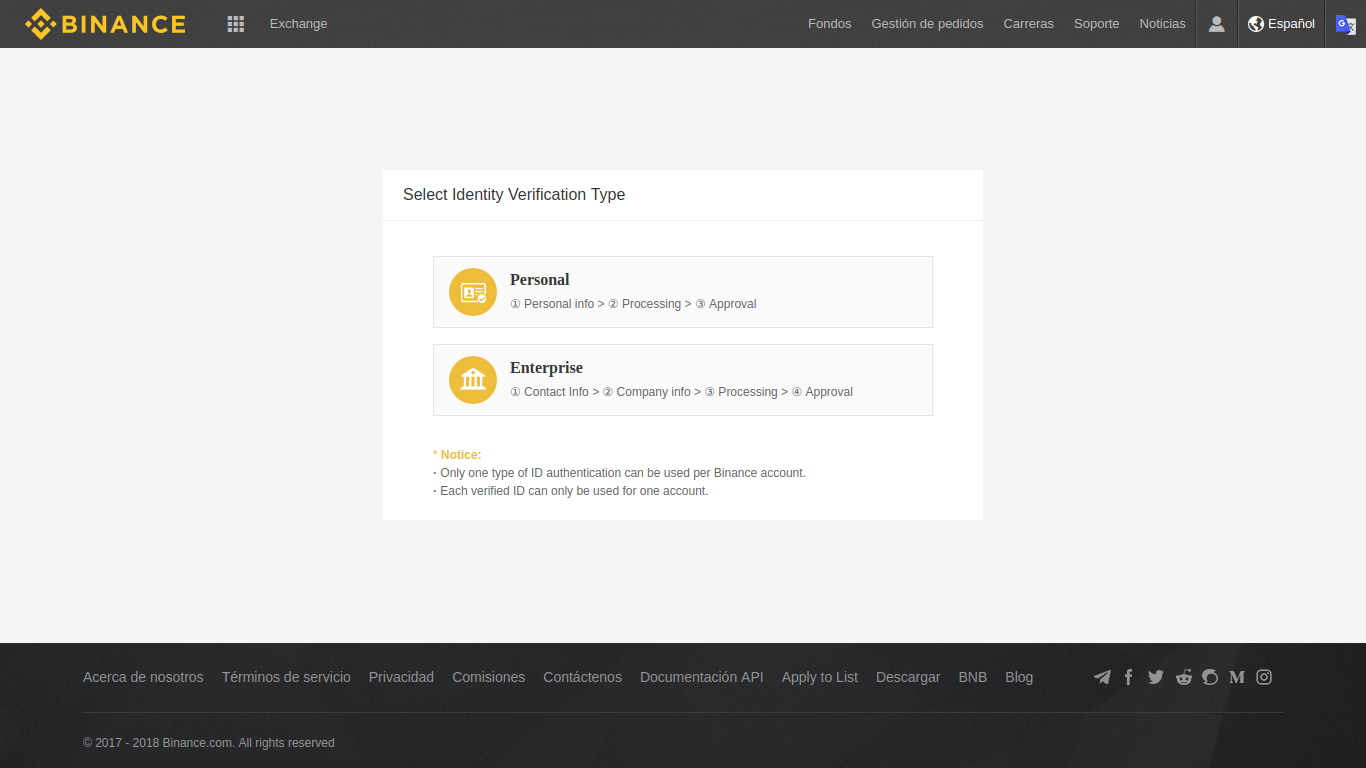 BINANCE Exchange Fondos Gestión de pedidos Carreras Soporte Noticias Español
Select Identity Verification Type
Personal
① Personal info > ② Processing > ③ Approval
Enterprise
① Contact Info > ② Company info > ③ Processing > ④ Approval
* Notice:
· Only one type of ID authentication can be used per Binance account.
· Each verified ID can only be used for one account.
Acerca de nosotros Términos de servicio Privacidad Comisiones Contáctenos Documentación API Apply to List Descargar BNB Blog
© 2017 - 2018 Binance.com. All rights reserved